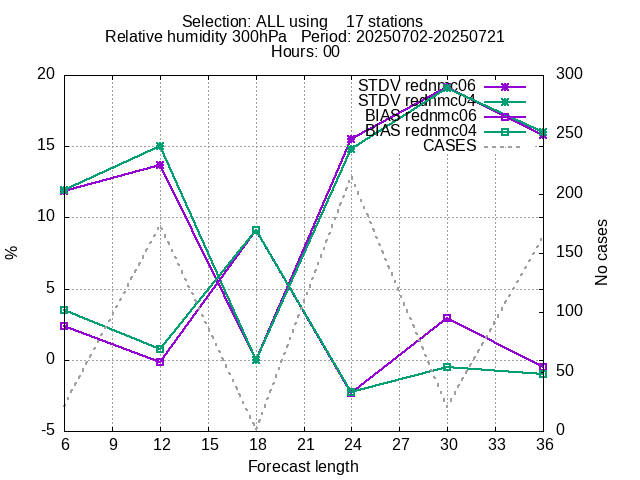 Selection: ALL using 17 stations
Relative humidity 300hPa Period: 20250702-20250721
Hours: 00
STDV rednmc06
STDV rednmc04
BIAS rednmc06
BIAS rednmc04
CASES
20
15
10
5
0
-5
%
300
250
200
150
100
50
0
No cases
6 9 12 15 18 21 24 27 30 33 36
Forecast length